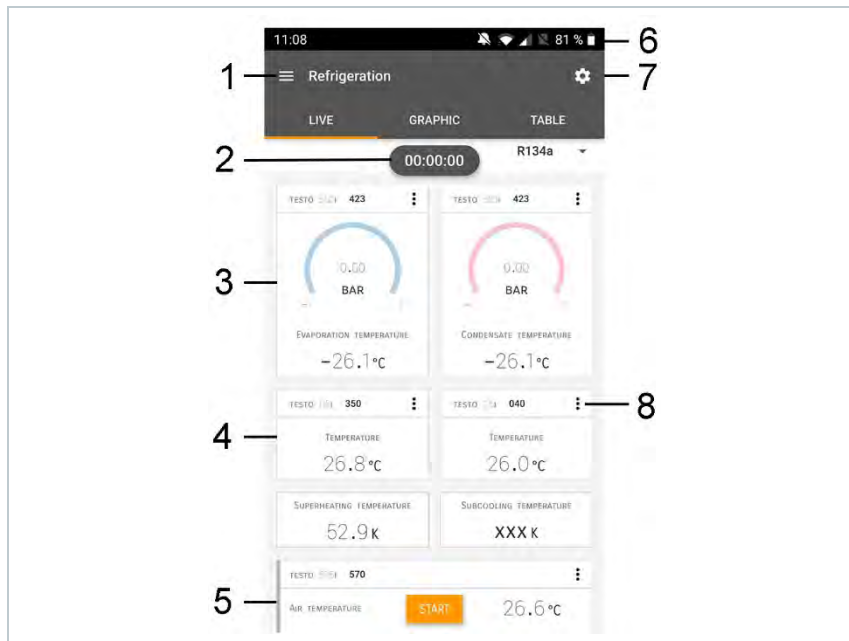 11:08 81 % 6
1 Refrigeration 7
LIVE GRAPHIC TABLE
2 00:00:00 R134a
TESTO 423 TESTO 423
3 0.00 0.00
BAR BAR
EVAPORATION TEMPERATURE CONDENSATE TEMPERATURE
-26.1°C -26.1°C
TESTO 350 TESTO 040 8
4 TEMPERATURE TEMPERATURE
26.8°C 26.0°C
SUPERHEATING TEMPERATURE SUBCOOLING TEMPERATURE
52.9 K XXX K
TESTO 570
5 AIR TEMPERATURE START 26.6°C